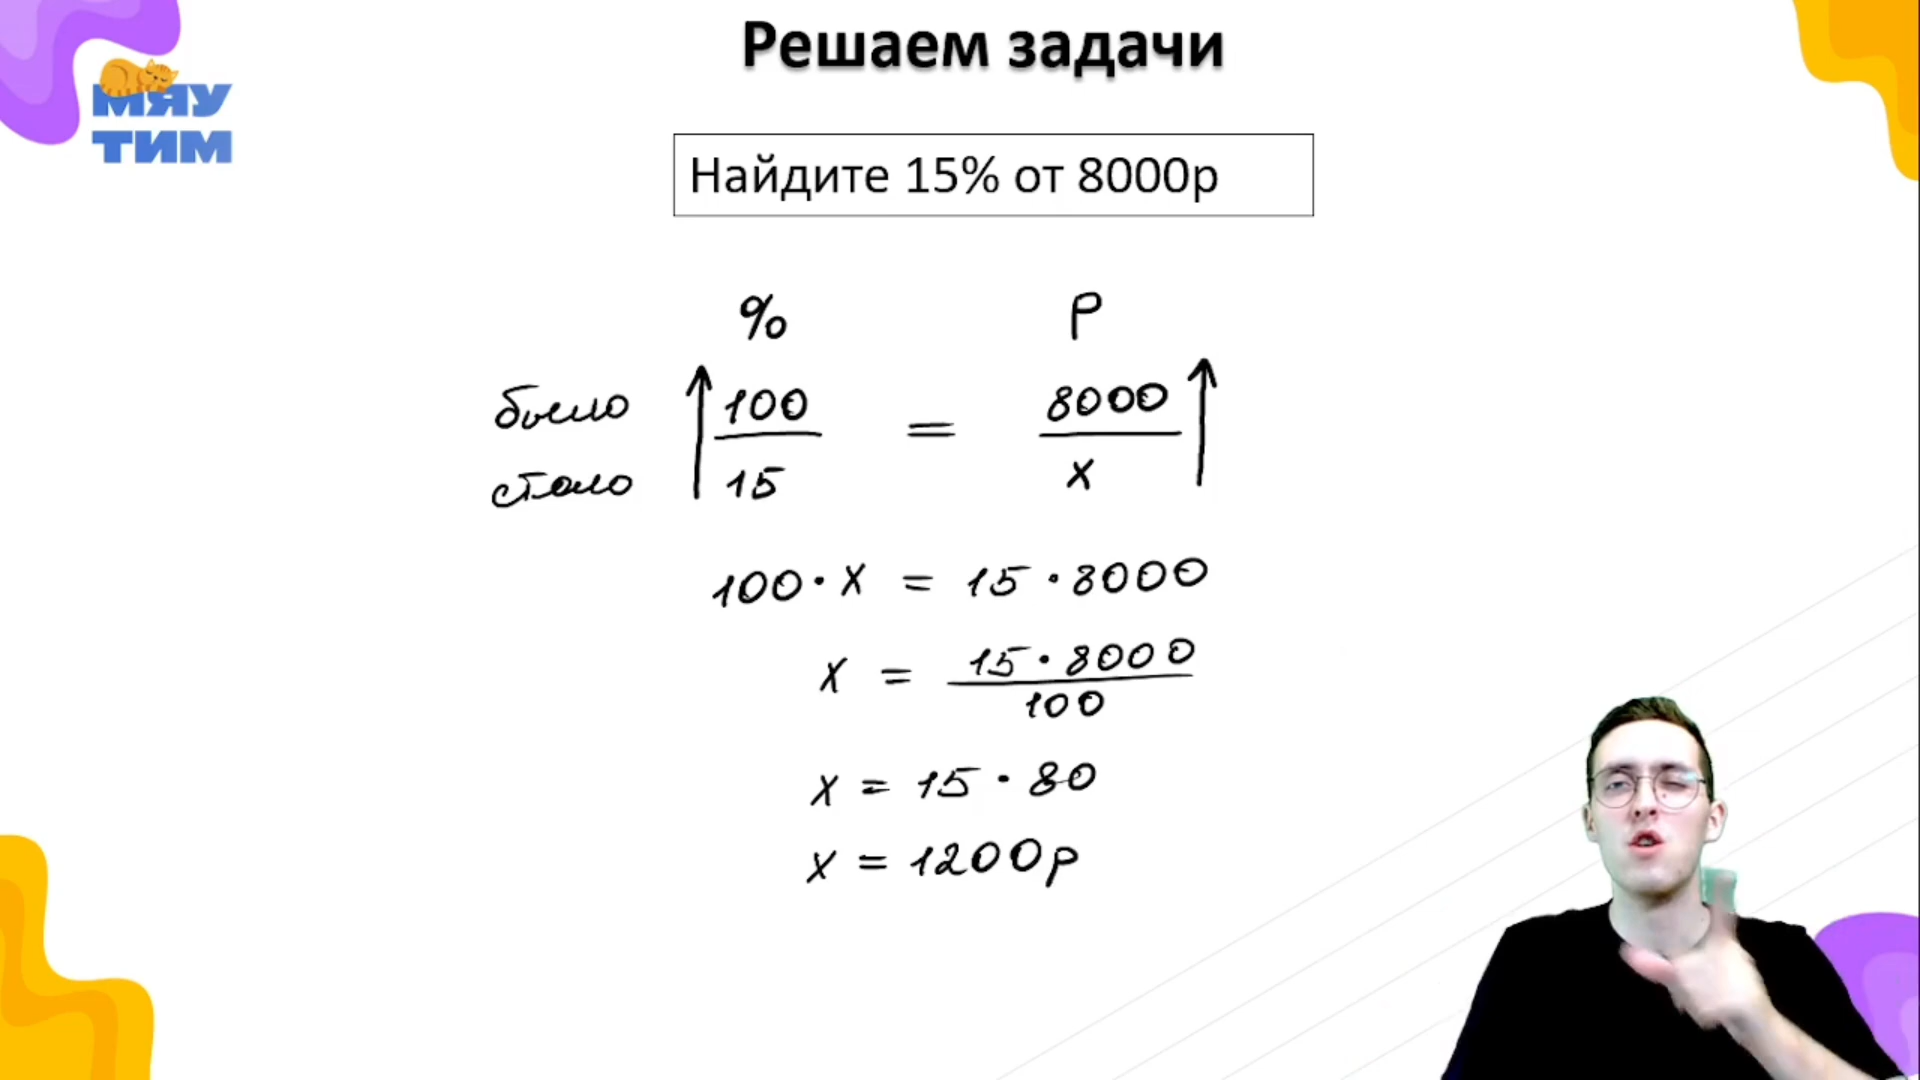 Решаем задачи
МЯУ
ТИМ
Найдите 15% от 8000р
% Р
было 100 = 8000
стало 15 x
100 · x = 15 · 8000
x = 15 · 8000
100
x = 15 · 80
x = 1200р